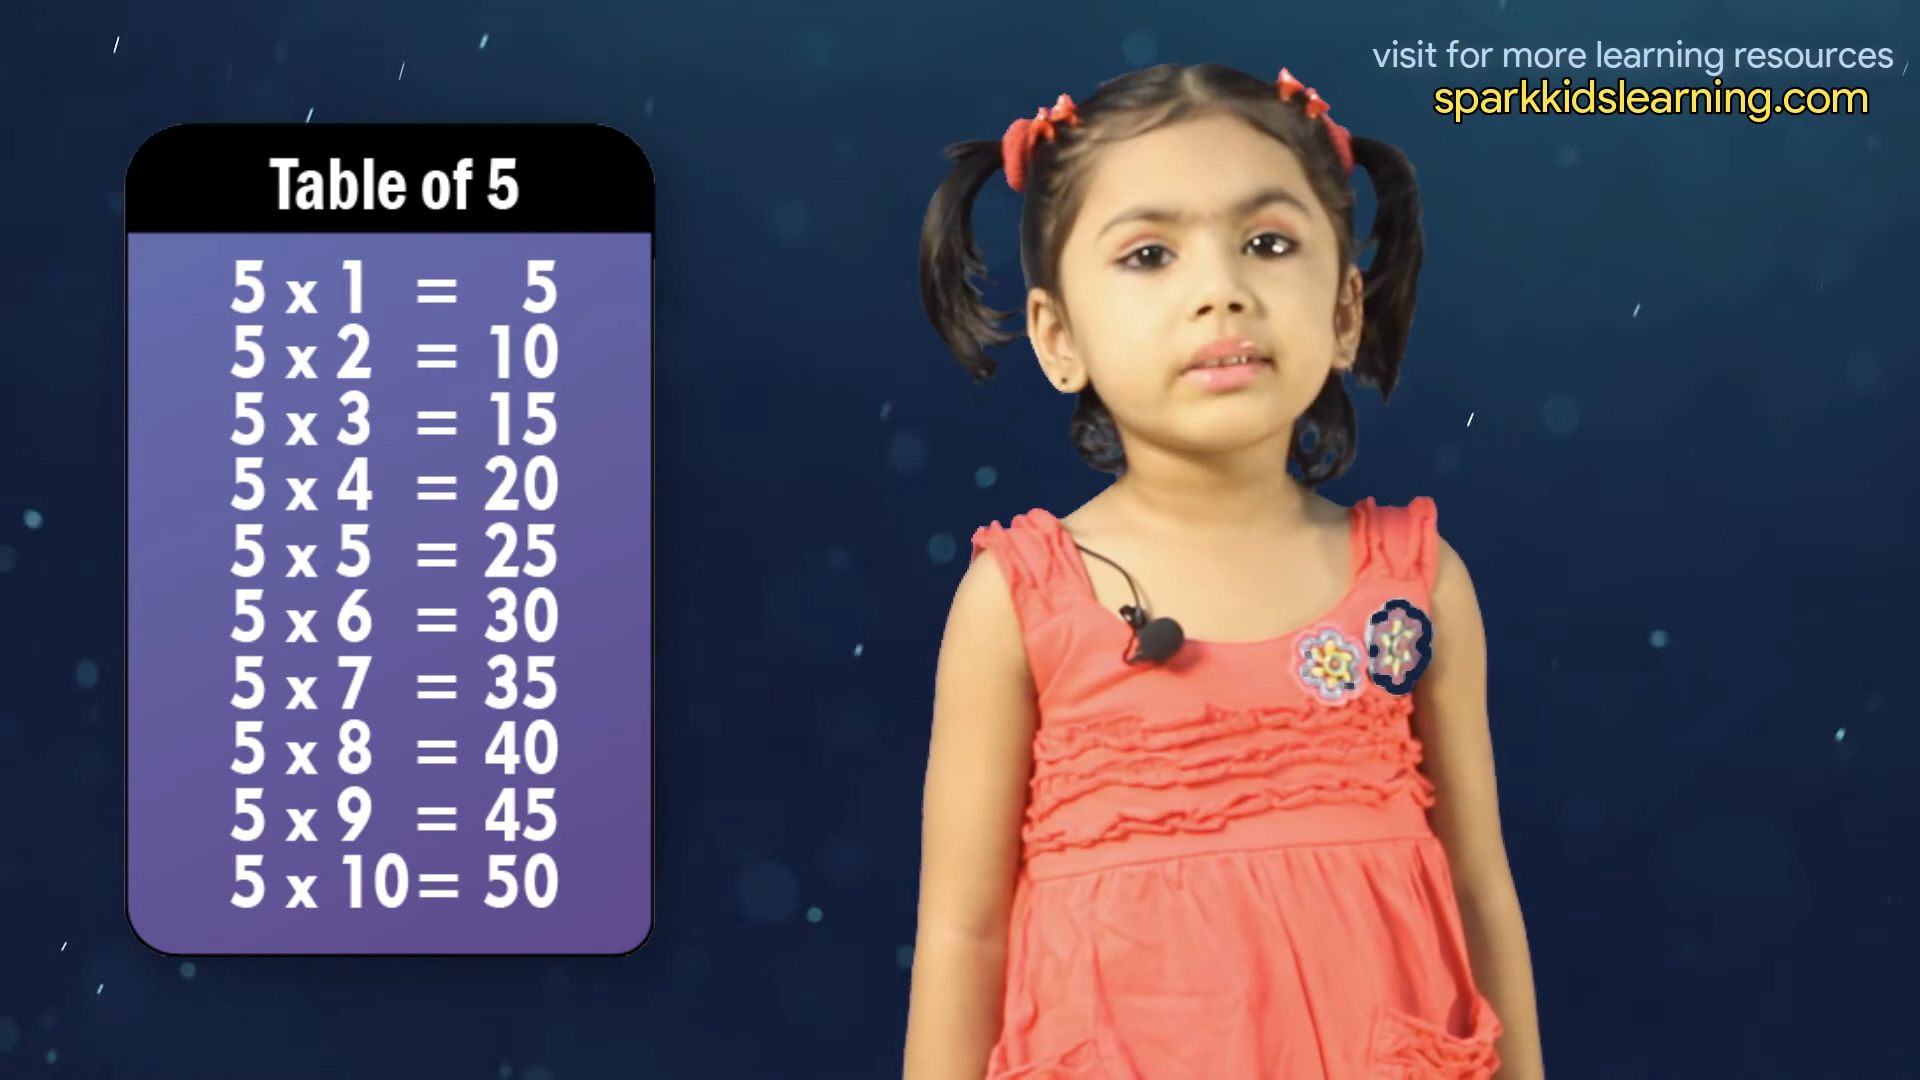 visit for more learning resources
sparkkidslearning.com
Table of 5
5 x 1 = 5
5 x 2 = 10
5 x 3 = 15
5 x 4 = 20
5 x 5 = 25
5 x 6 = 30
5 x 7 = 35
5 x 8 = 40
5 x 9 = 45
5 x 10 = 50